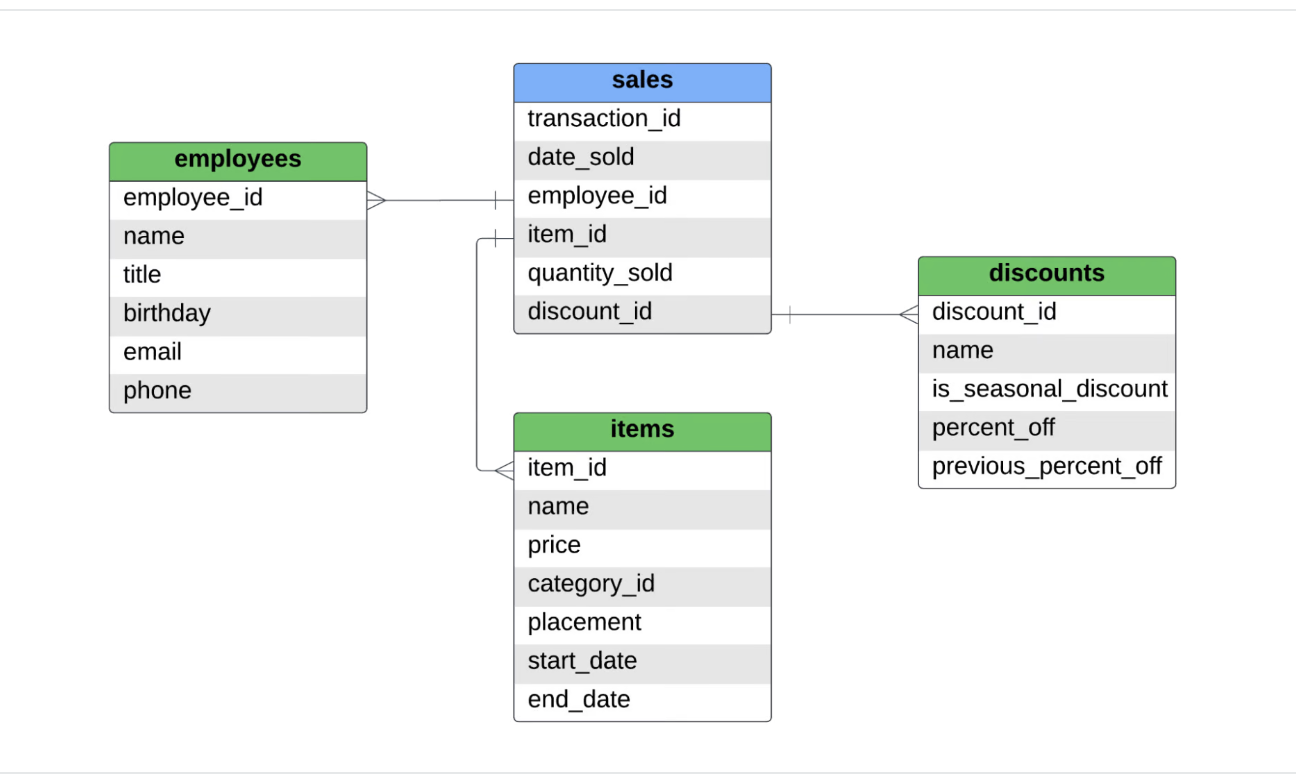 employees
employee_id
name
title
birthday
email
phone
sales
transaction_id
date_sold
employee_id
item_id
quantity_sold
discount_id
items
item_id
name
price
category_id
placement
start_date
end_date
discounts
discount_id
name
is_seasonal_discount
percent_off
previous_percent_off